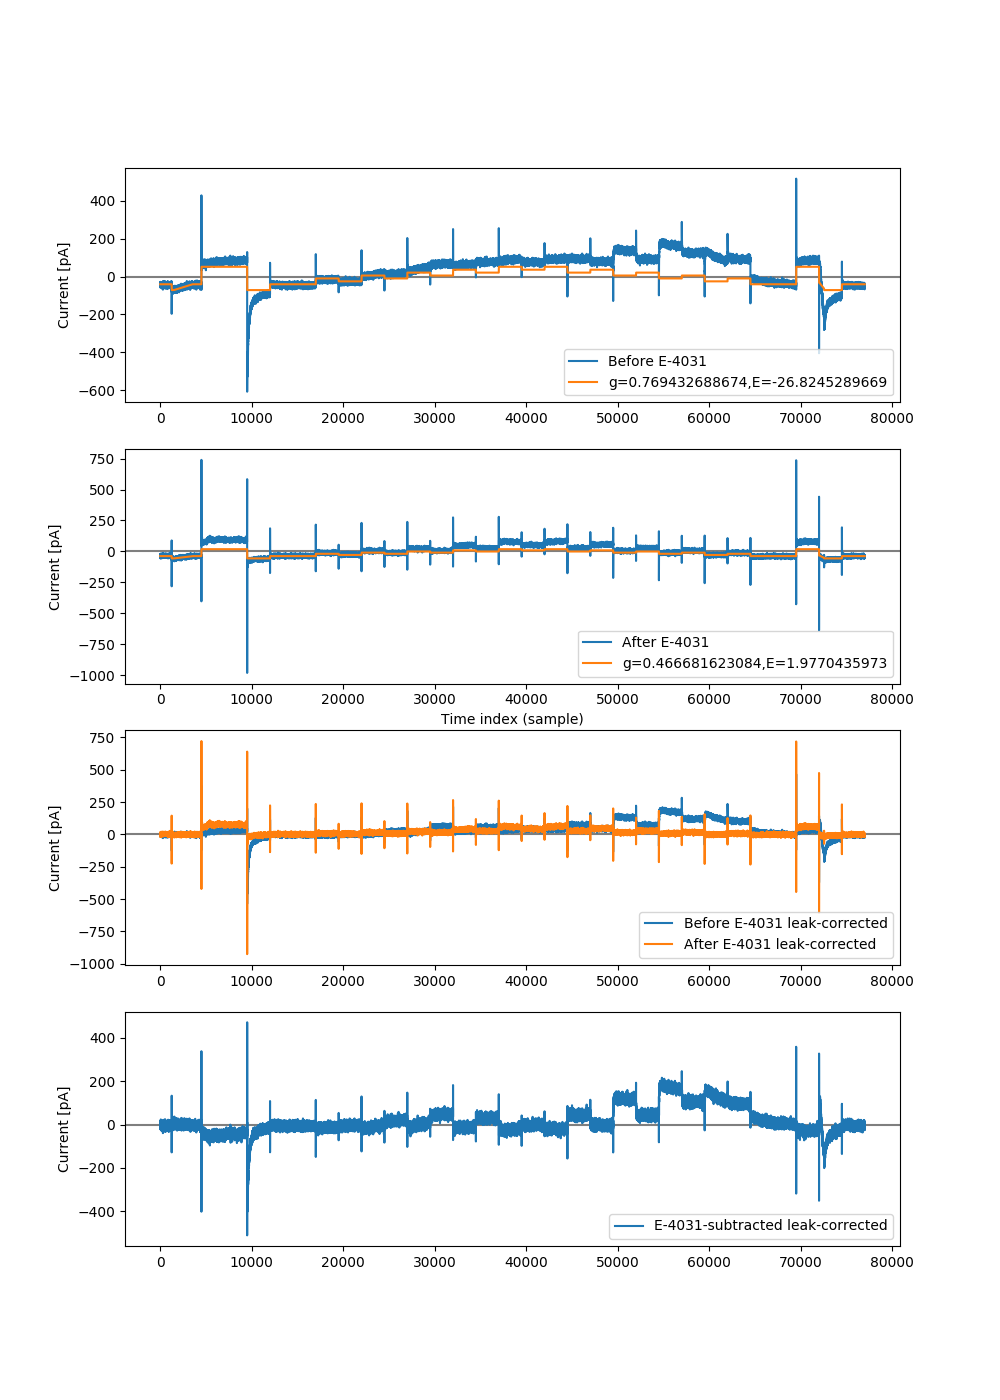 400
200
0
−200
−400
−600
Current [pA]
Before E-4031
g=0.769432688674,E=-26.8245289669
0 10000 20000 30000 40000 50000 60000 70000 80000
750
500
250
0
−250
−500
−750
−1000
Current [pA]
After E-4031
g=0.466681623084,E=1.9770435973
0 10000 20000 30000 40000 50000 60000 70000 80000
Time index (sample)
750
500
250
0
−250
−500
−750
−1000
Current [pA]
Before E-4031 leak-corrected
After E-4031 leak-corrected
0 10000 20000 30000 40000 50000 60000 70000 80000
400
200
0
−200
−400
Current [pA]
E-4031-subtracted leak-corrected
0 10000 20000 30000 40000 50000 60000 70000 80000